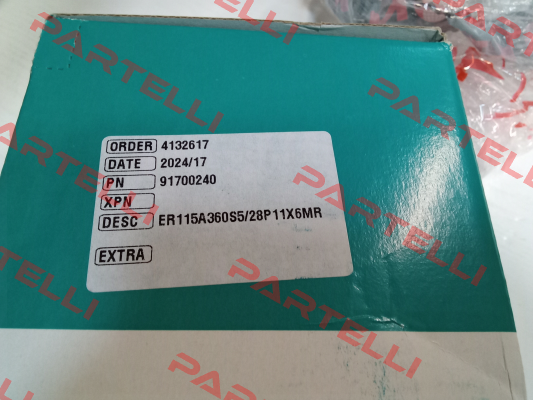 ORDER 4132617
DATE 2024/17
PN 91700240
XPN
DESC ER115A360S5/28P11X6MR
EXTRA
PARTELLI
PARTELLI
PARTELLI
PARTELLI
PARTELLI
PARTELLI
PARTELLI